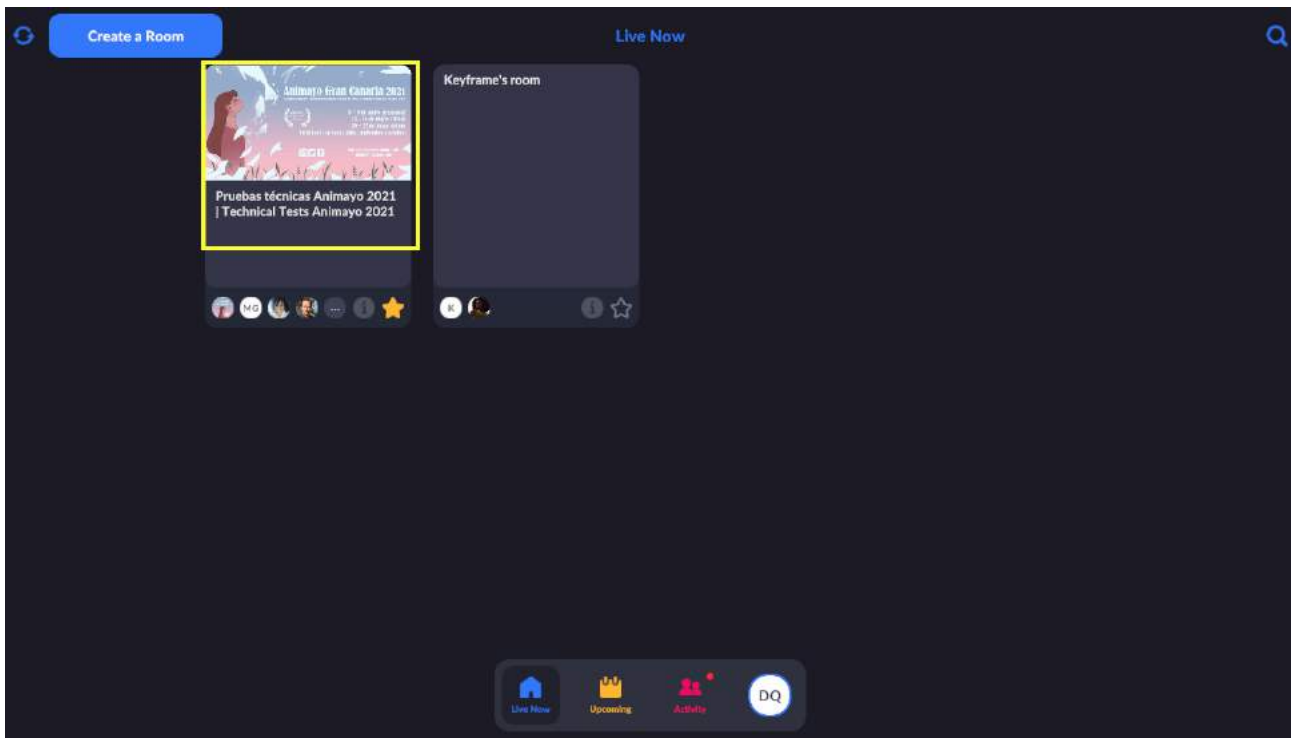 Create a Room
Live Now
Animayo Gran Canaria 2021
Pruebas técnicas Animayo 2021
| Technical Tests Animayo 2021
Keyframe's room
MG
...
K
Live Now
Upcoming
Activity
DQ